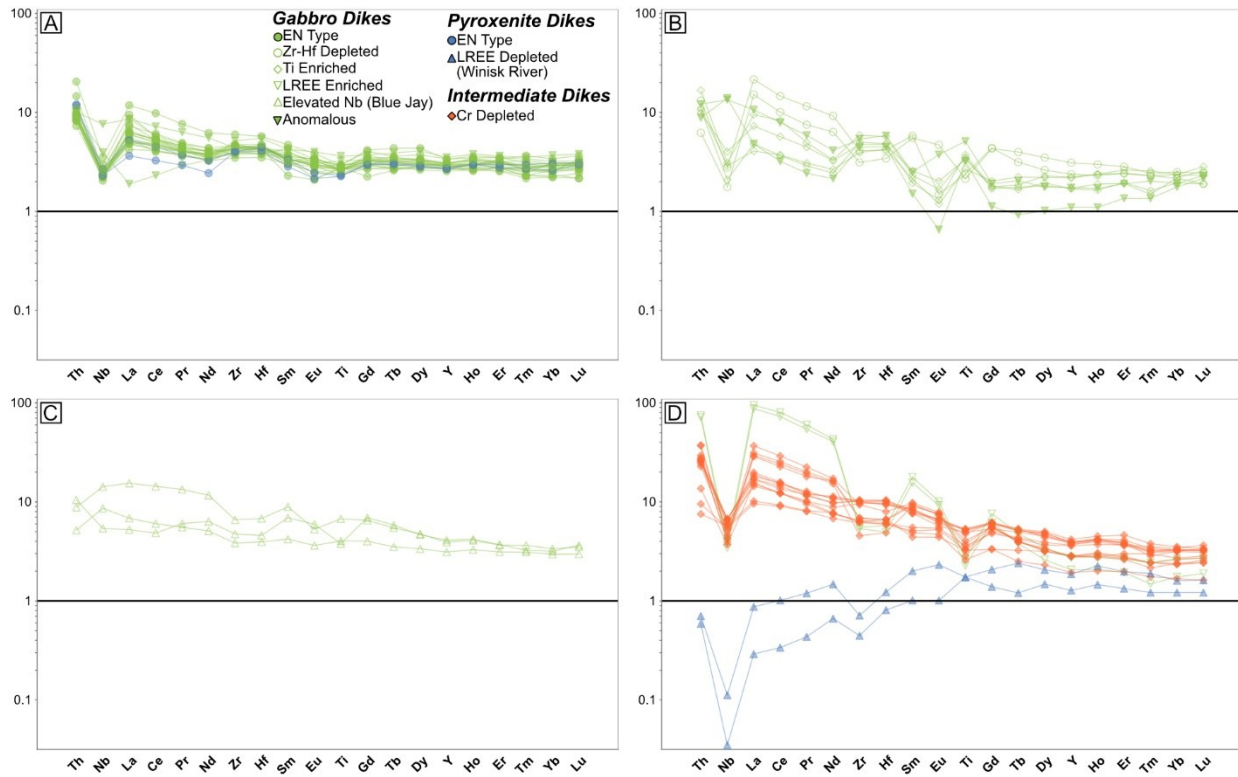 A
100
10
1
0.1
Gabbro Dikes
EN Type
Zr-Hf Depleted
Ti Enriched
LREE Enriched
Elevated Nb (Blue Jay)
Anomalous
Pyroxenite Dikes
EN Type
LREE Depleted
(Winisk River)
Intermediate Dikes
Cr Depleted
Th Nb La Ce Pr Nd Zr Hf Sm Eu Ti Gd Tb Dy Y Ho Er Tm Yb Lu
B
100
10
1
0.1
Th Nb La Ce Pr Nd Zr Hf Sm Eu Ti Gd Tb Dy Y Ho Er Tm Yb Lu
C
100
10
1
0.1
Th Nb La Ce Pr Nd Zr Hf Sm Eu Ti Gd Tb Dy Y Ho Er Tm Yb Lu
D
100
10
1
0.1
Th Nb La Ce Pr Nd Zr Hf Sm Eu Ti Gd Tb Dy Y Ho Er Tm Yb Lu